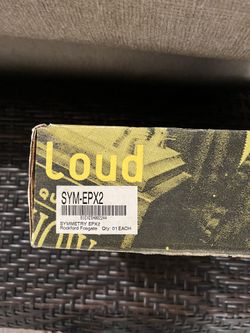 Loud
SYM-EPX2
SYMMETRY EPX2
Rockford Fosgate Qty: 01 EACH